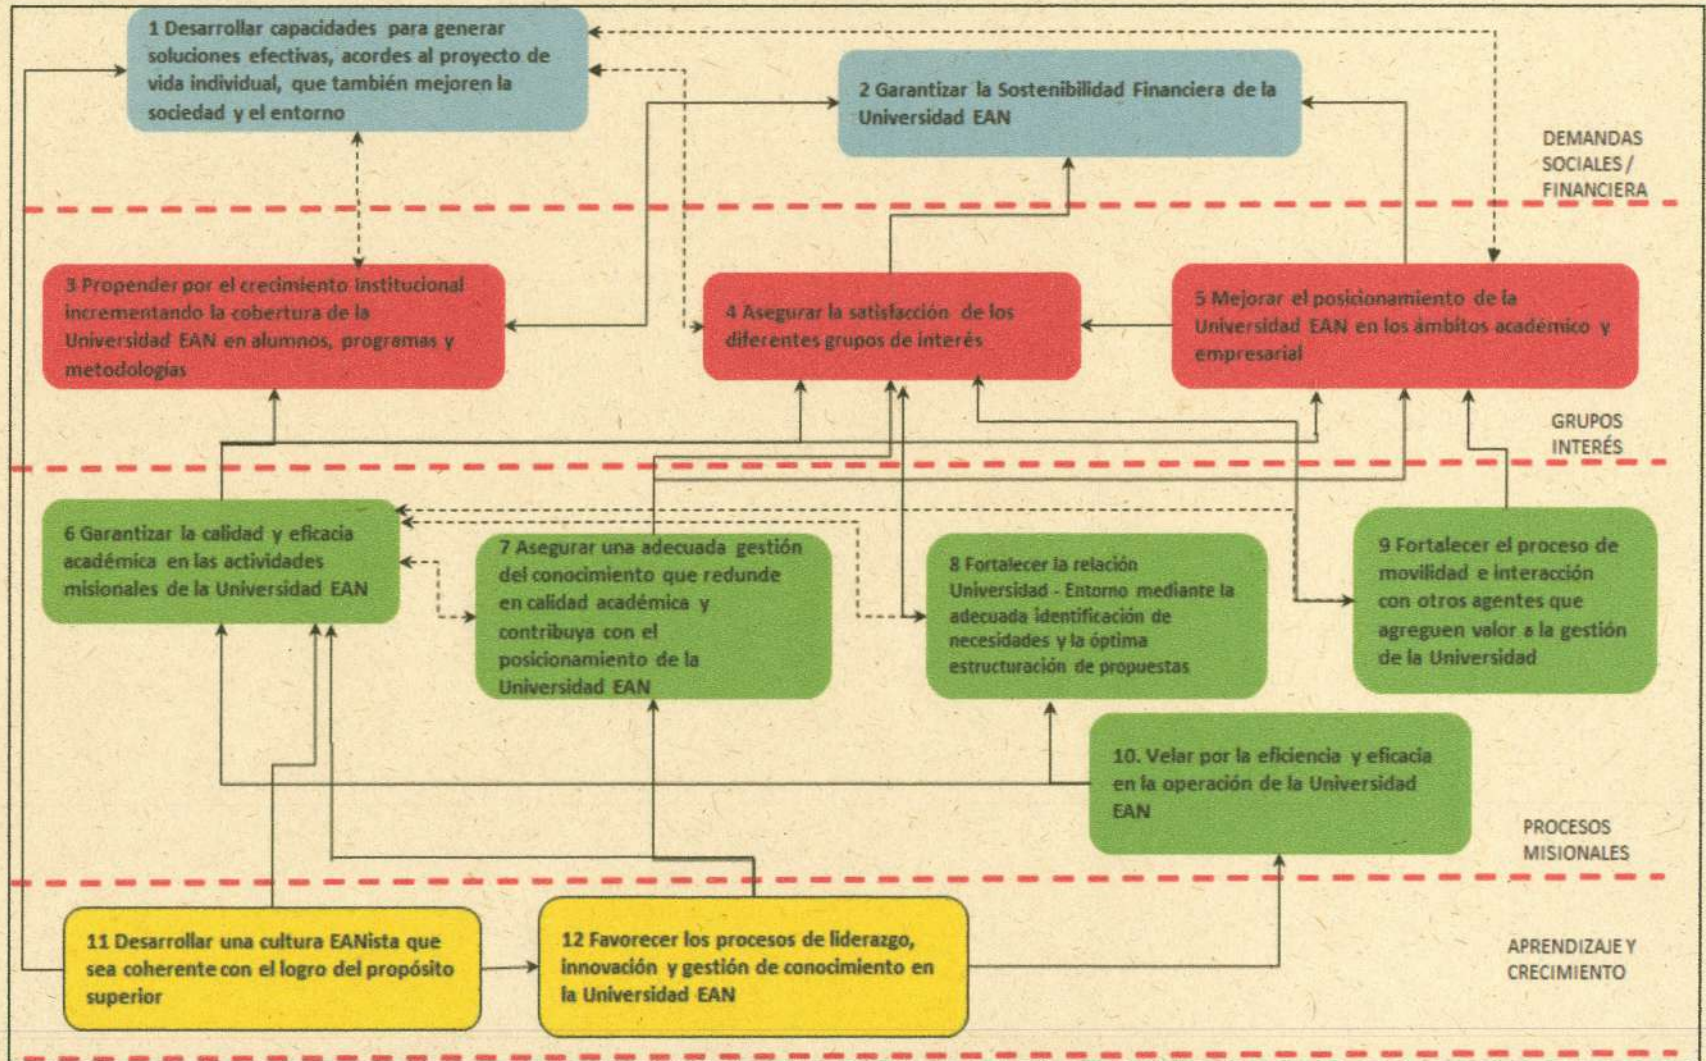 1 Desarrollar capacidades para generar
soluciones efectivas, acordes al proyecto de
vida individual, que también mejoren la
sociedad y el entorno
2 Garantizar la Sostenibilidad Financiera de la
Universidad EAN
DEMANDAS
SOCIALES /
FINANCIERA
3 Propender por el crecimiento Institucional
incrementando la cobertura de la
Universidad EAN en alumnos, programas y
metodologías
4 Asegurar la satisfacción de los
diferentes grupos de interés
5 Mejorar el posicionamiento de la
Universidad EAN en los ámbitos académico y
empresarial
GRUPOS
INTERÉS
6 Garantizar la calidad y eficacia
académica en las actividades
misionales de la Universidad EAN
7 Asegurar una adecuada gestión
del conocimiento que redunde
en calidad académica y
contribuya con el
posicionamiento de la
Universidad EAN
8 Fortalecer la relación
Universidad - Entorno mediante la
adecuada identificación de
necesidades y la óptima
estructuración de propuestas
9 Fortalecer el proceso de
movilidad e interacción
con otros agentes que
agreguen valor a la gestión
de la Universidad
10. Velar por la eficiencia y eficacia
en la operación de la Universidad
EAN
PROCESOS
MISIONALES
11 Desarrollar una cultura EANista que
sea coherente con el logro del propósito
superior
12 Favorecer los procesos de liderazgo,
innovación y gestión de conocimiento en
la Universidad EAN
APRENDIZAJE Y
CRECIMIENTO